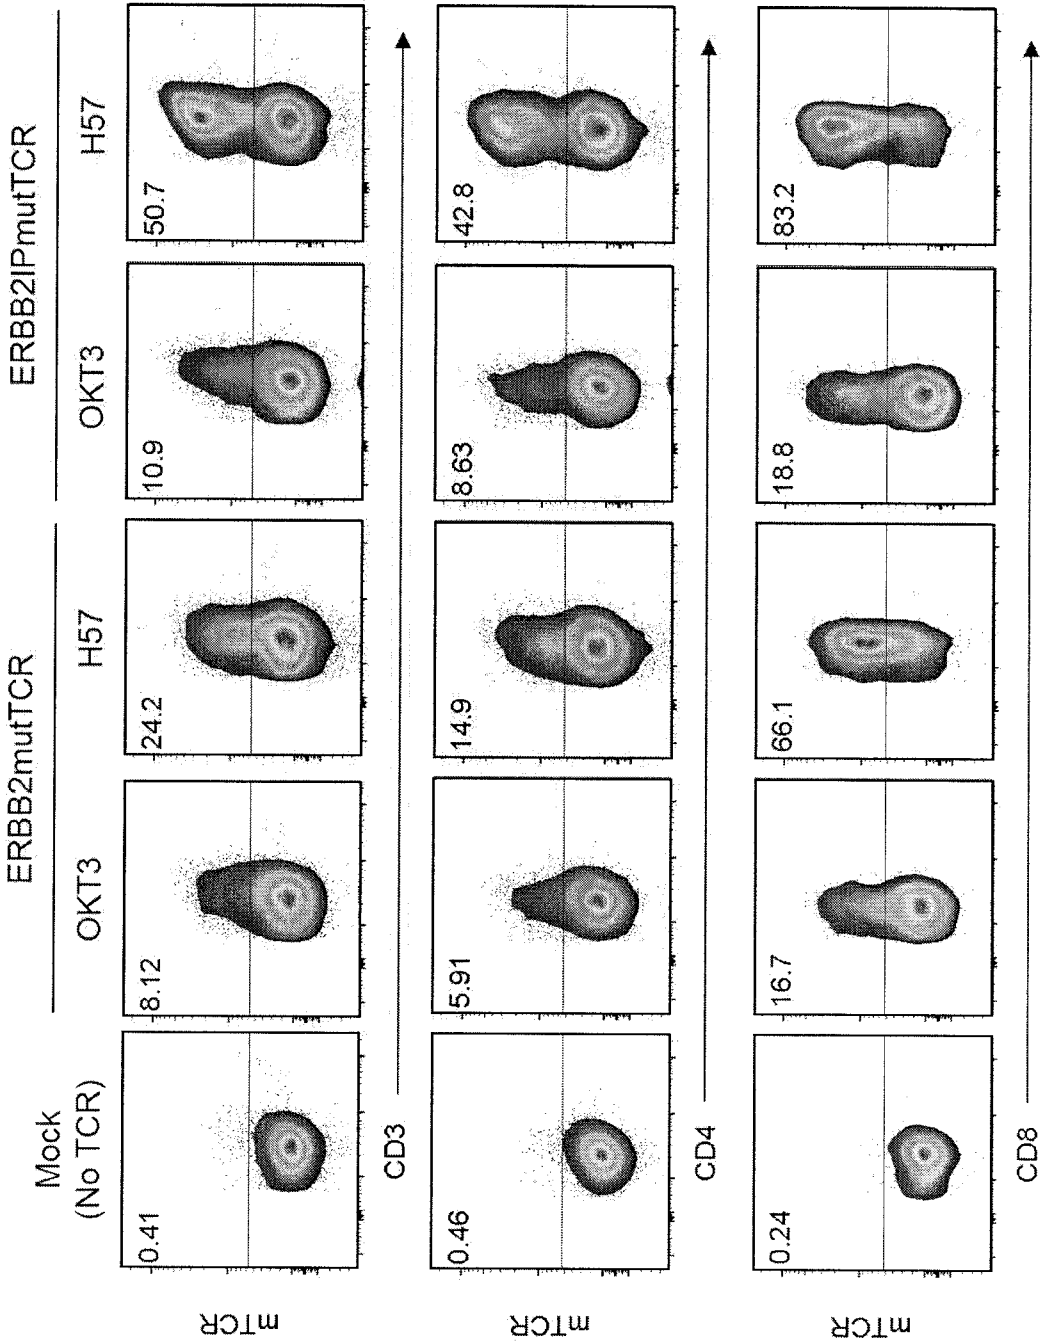 Mock
(No TCR)
ERBB2mutTCR
ERBB2IPmutTCR
OKT3
H57
OKT3
H57
mTCR
0.41
8.12
24.2
10.9
50.7
CD3
mTCR
0.46
5.91
14.9
8.63
42.8
CD4
mTCR
0.24
16.7
66.1
18.8
83.2
CD8